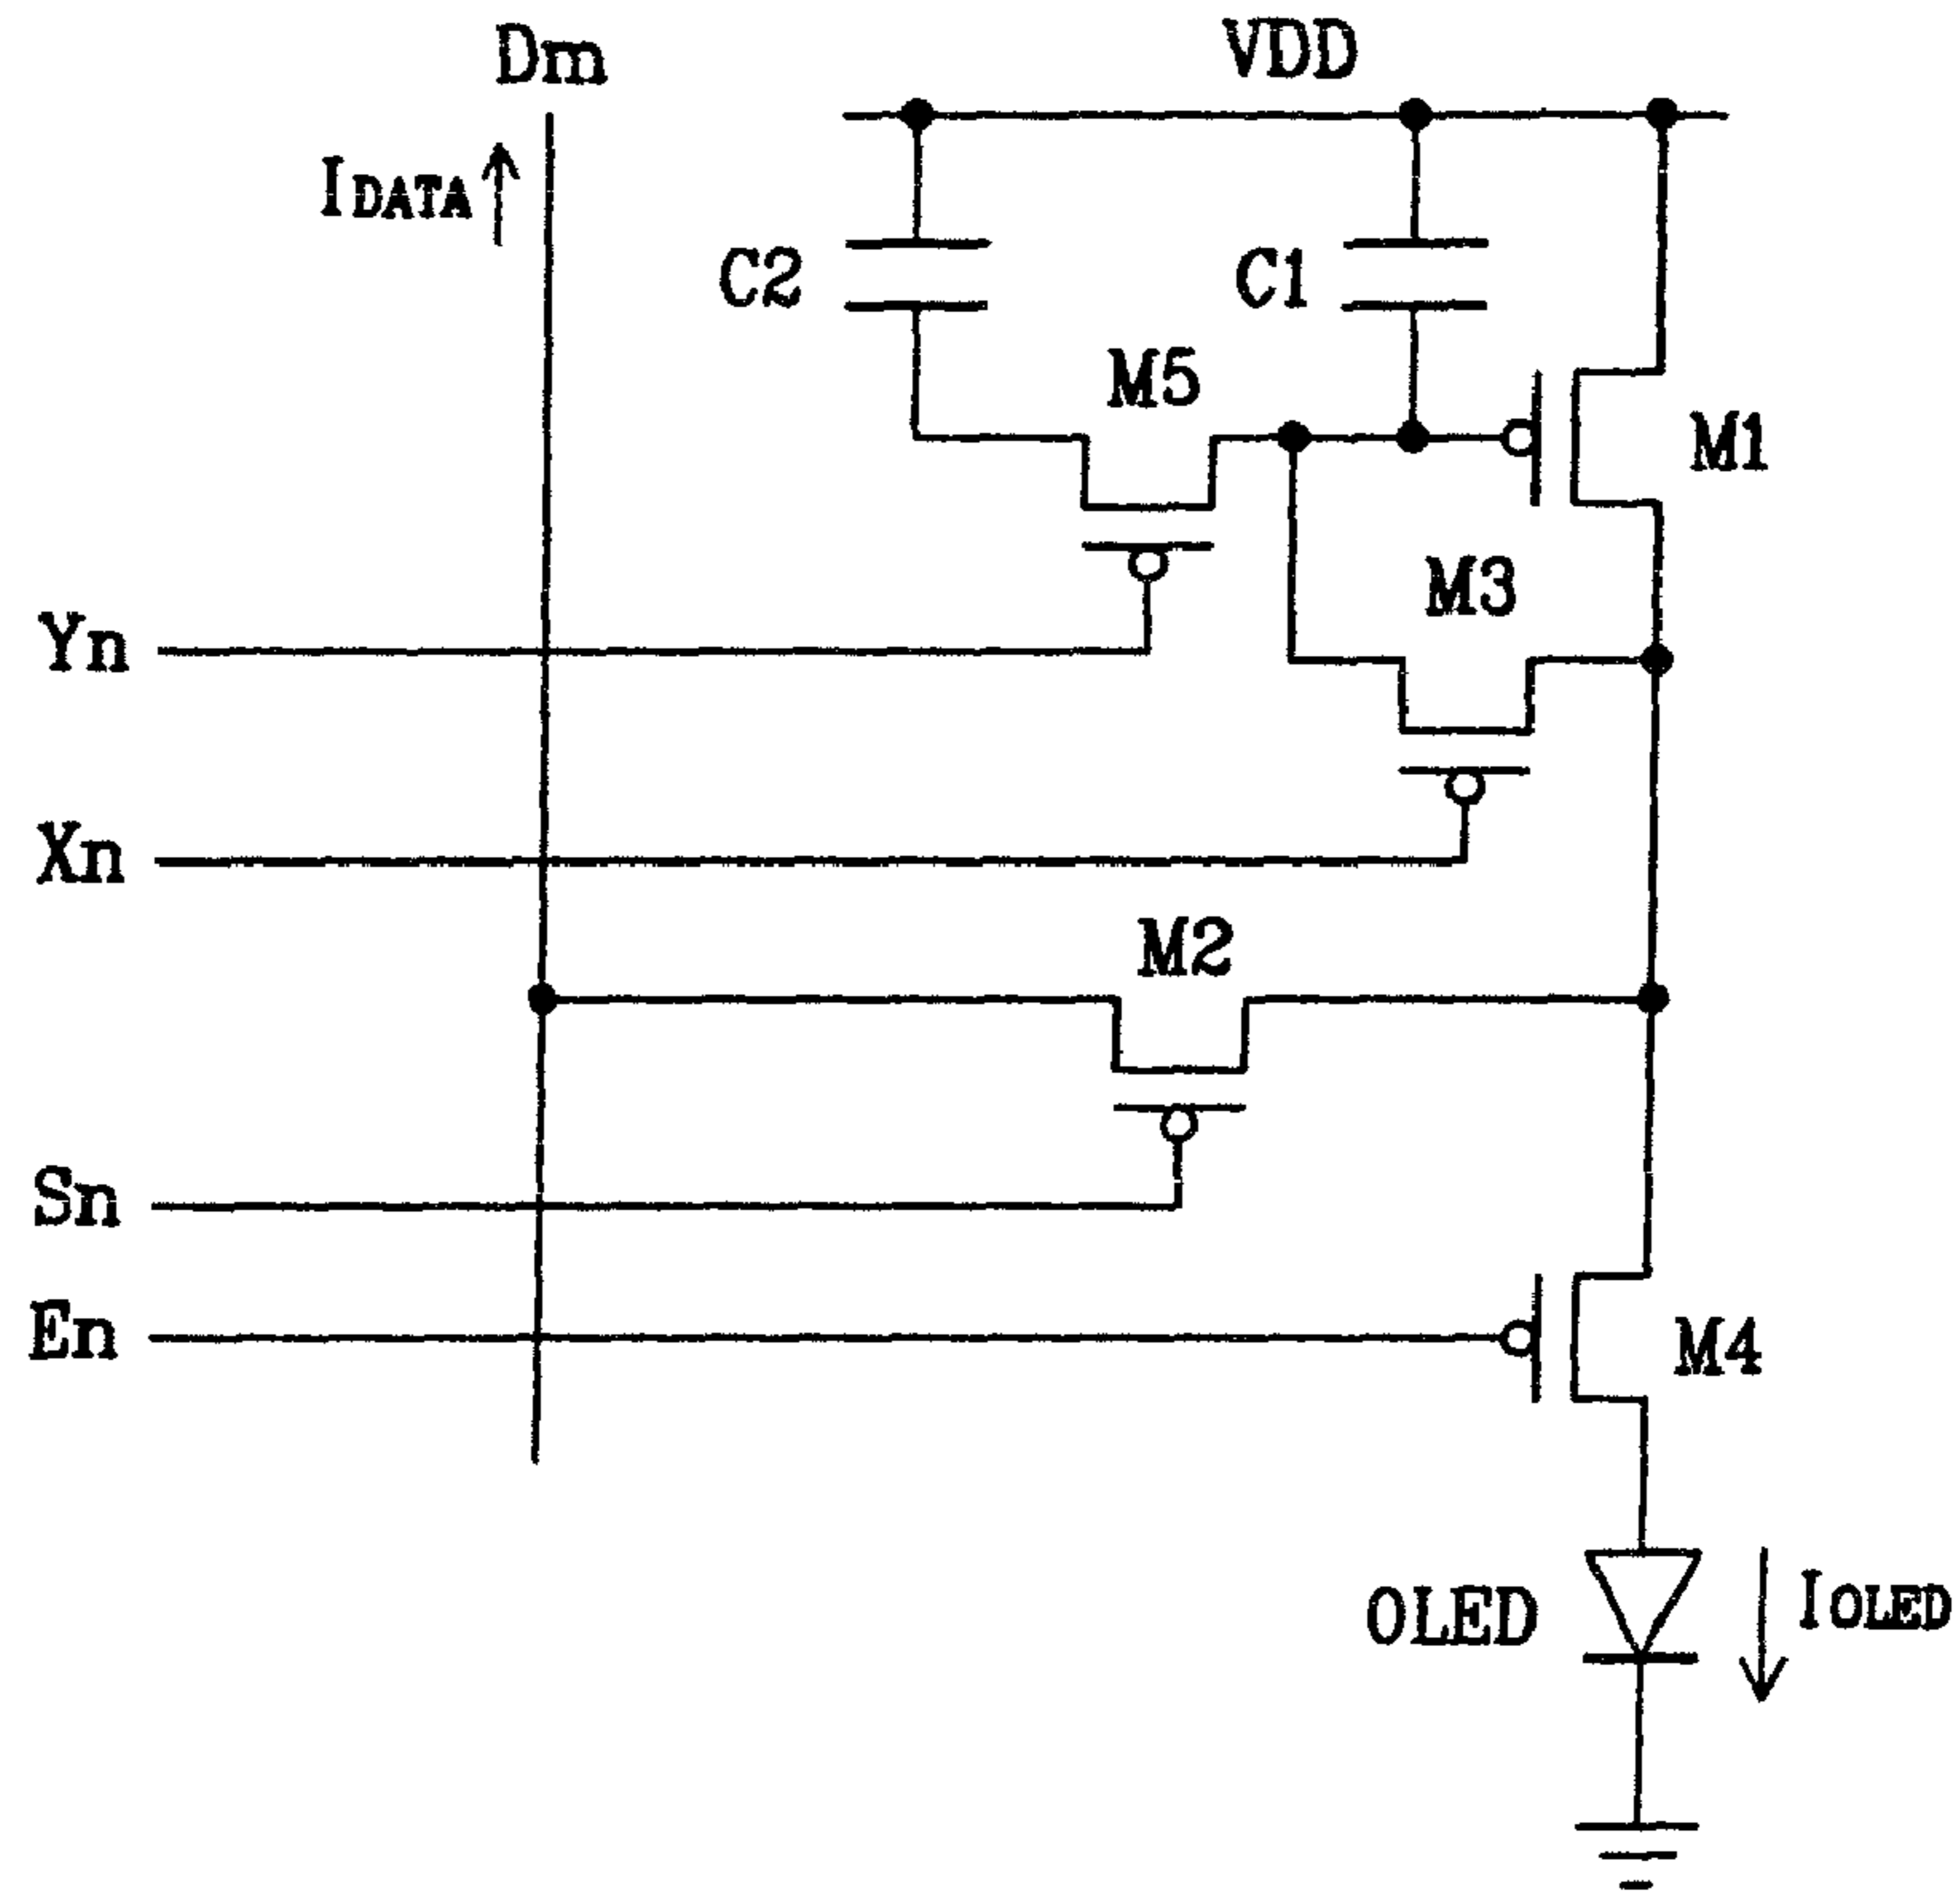 Dm
VDD
IDATA
C2
C1
M5
M1
M3
Yn
Xn
M2
Sn
En
M4
OLED
IOLED